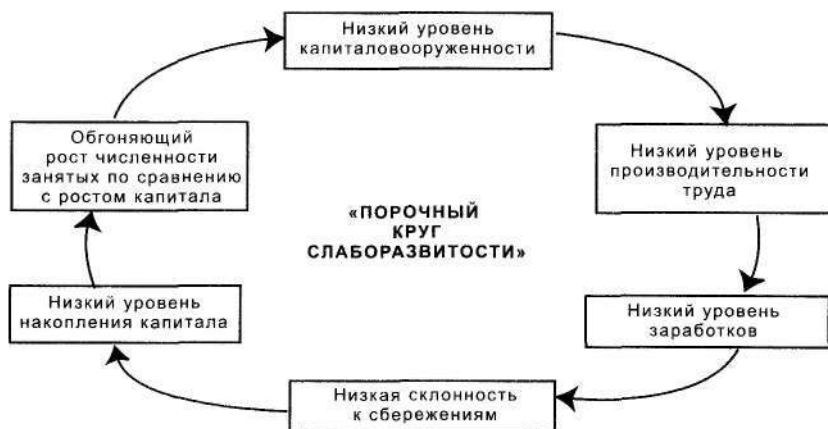 Низкий уровень
капиталовооруженности
Обгоняющий
рост численности
занятых по сравнению
с ростом капитала
Низкий уровень
производительности
труда
«ПОРОЧНЫЙ
КРУГ
СЛАБОРАЗВИТОСТИ»
Низкий уровень
накопления капитала
Низкий уровень
заработков
Низкая склонность
к сбережениям